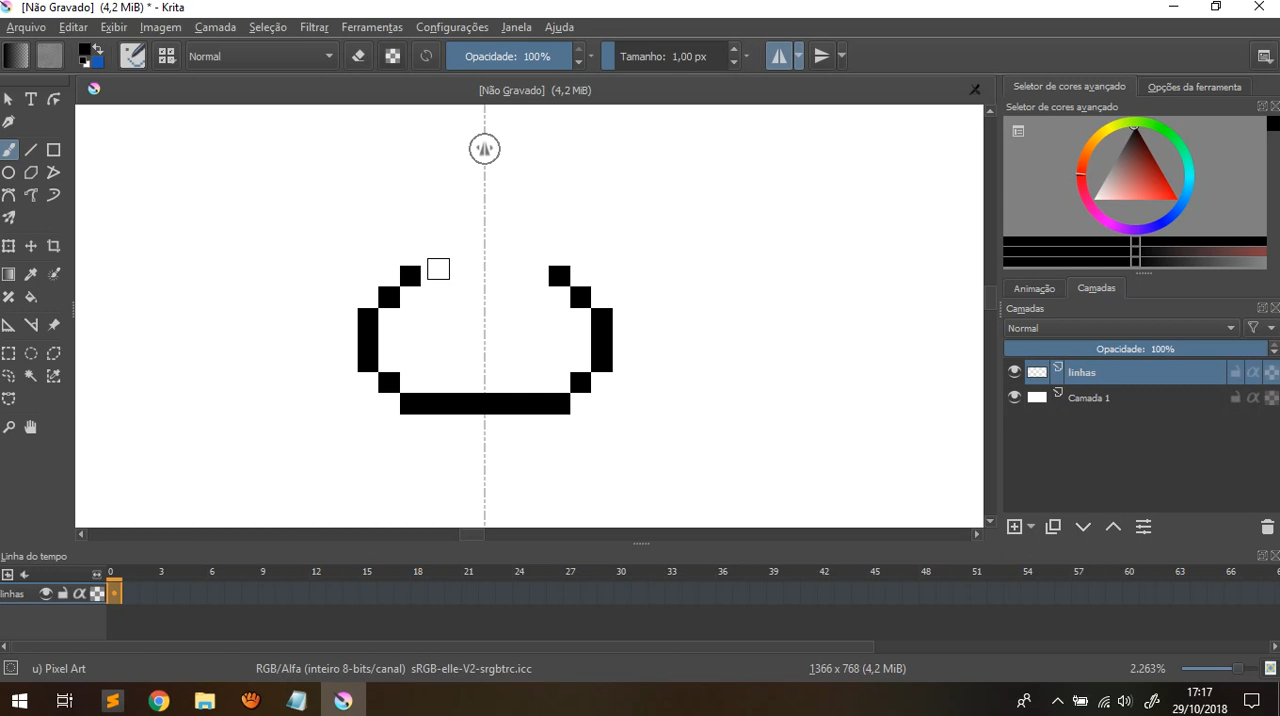 [Não Gravado] (4,2 MiB) * - Krita
Arquivo Editar Exibir Imagem Camada Seleção Filtrar Ferramentas Configurações Janela Ajuda
Normal Opacidade: 100% Tamanho: 1,00 px
[Não Gravado] (4,2 MiB)
Seletor de cores avançado Opções da ferramenta
Seletor de cores avançado
Animação Camadas
Camadas
Normal
Opacidade: 100%
linhas
Camada 1
Linha do tempo
0 3 6 9 12 15 18 21 24 27 30 33 36 39 42 45 48 51 54 57 60 63 66
linhas
u) Pixel Art RGB/Alfa (inteiro 8-bits/canal) sRGB-elle-V2-srgbtrc.icc 1366 x 768 (4,2 MiB) 2.263%
17:17
29/10/2018